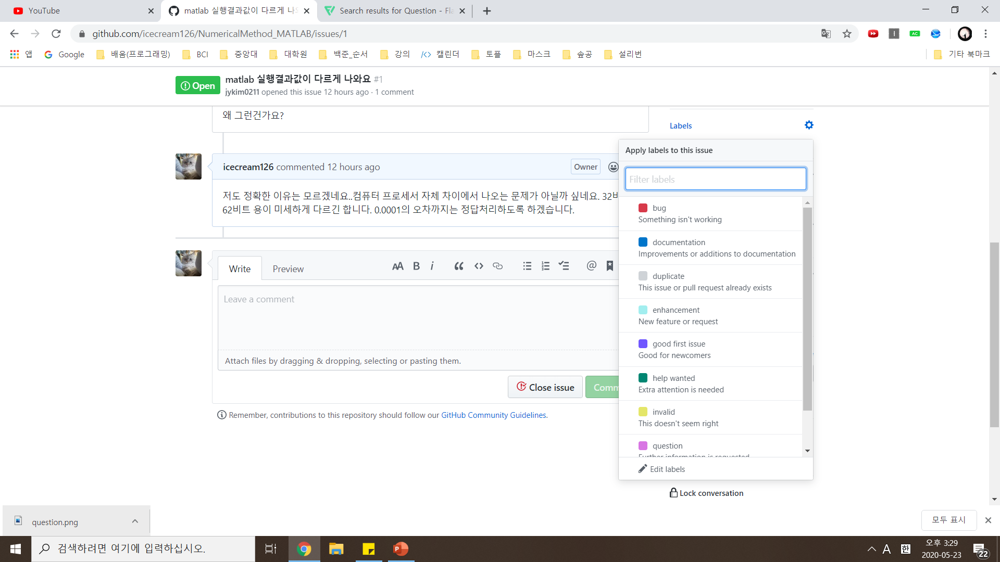 YouTube
matlab 실행결과값이 다르게 나
Search results for Question - Fla
github.com/icecream126/NumericalMethod_MATLAB/issues/1
앱
Google
배움(프로그래밍)
BCI
중앙대
대학원
백준_순서
강의
캘린더
토플
마스크
숲공
설리번
기타 북마크
Open
matlab 실행결과값이 다르게 나와요 #1
jykim0211 opened this issue 12 hours ago · 1 comment
왜 그런건가요?
Labels
Apply labels to this issue
Filter labels
icecream126 commented 12 hours ago
Owner
저도 정확한 이유는 모르겠네요..컴퓨터 프로세서 자체 차이에서 나오는 문제가 아닐까 싶네요. 32비
62비트 용이 미세하게 다르긴 합니다. 0.0001의 오차까지는 정답처리하도록 하겠습니다.
bug
Something isn't working
documentation
Improvements or additions to documentation
duplicate
This issue or pull request already exists
enhancement
New feature or request
good first issue
Good for newcomers
help wanted
Extra attention is needed
invalid
This doesn't seem right
question
Further information is requested
Edit labels
Write
Preview
Leave a comment
Attach files by dragging & dropping, selecting or pasting them.
Close issue
Comm
Remember, contributions to this repository should follow our GitHub Community Guidelines.
Lock conversation
question.png
모두 표시
검색하려면 여기에 입력하십시오.
A
한
오후 3:29
2020-05-23
22